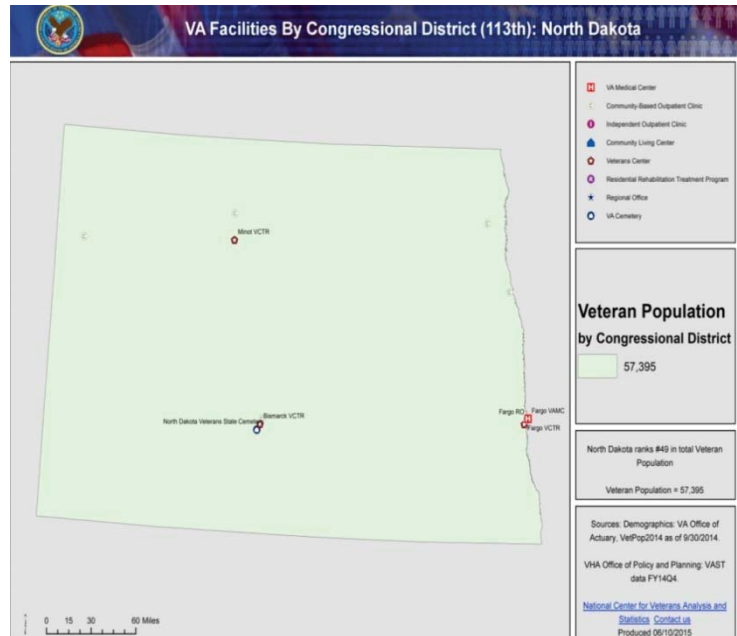 VA Facilities By Congressional District (113th): North Dakota
VA Medical Center
Community-Based Outpatient Clinic
Independent Outpatient Clinic
Community Living Center
Veterans Center
Residential Rehabilitation Treatment Program
Regional Office
VA Cemetery
Minot VCTR
Bismarck VCTR
North Dakota Veterans State Cemetery
Fargo RO
Fargo VAMC
Fargo VCTR
Veteran Population
by Congressional District
57,395
North Dakota ranks #49 in total Veteran
Population
Veteran Population = 57,395
Sources: Demographics: VA Office of
Actuary, VetPop2014 as of 9/30/2014.
VHA Office of Policy and Planning: VAST
data FY14Q4.
National Center for Veterans Analysis and
Statistics Contact us
Produced 06/10/2015
0 15 30 60 Miles